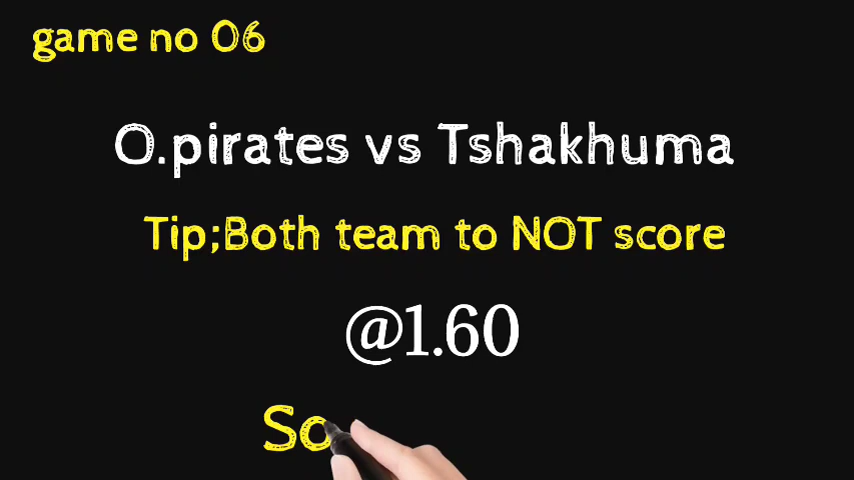 game no 06
O.pirates vs Tshakhuma
Tip;Both team to NOT score
@1.60
So